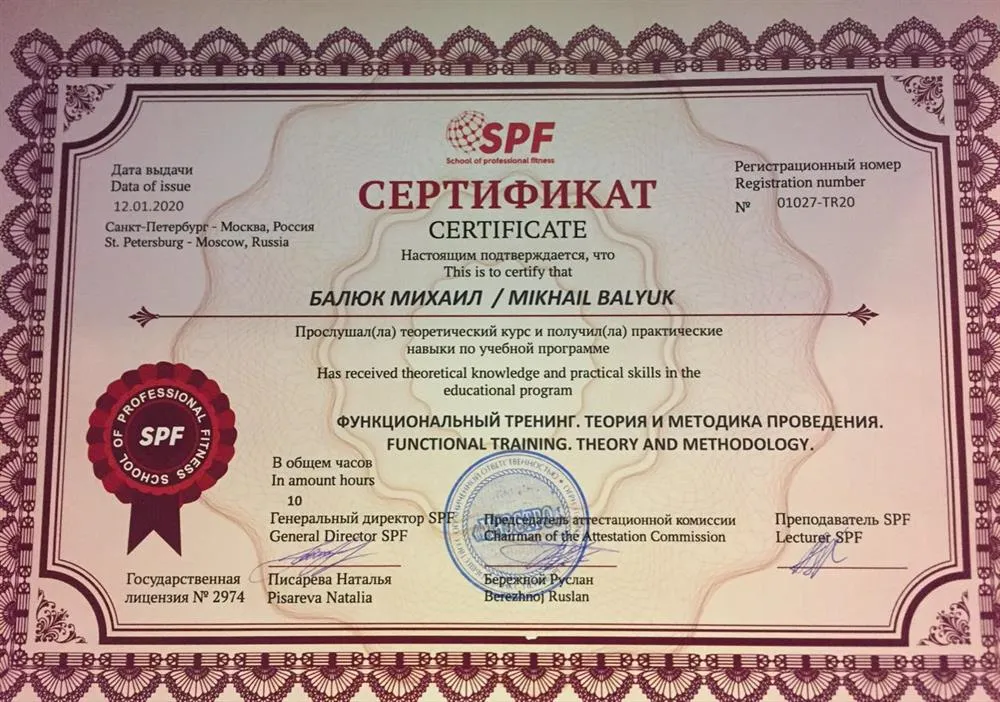 SPF
School of professional fitness
Дата выдачи
Date of issue
12.01.2020
Санкт-Петербург - Москва, Россия
St. Petersburg - Moscow, Russia
Регистрационный номер
Registration number
№ 01027-TR20
СЕРТИФИКАТ
CERTIFICATE
Настоящим подтверждается, что
This is to certify that
БАЛЮК МИХАИЛ / MIKHAIL BALYUK
Прослушал(ла) теоретический курс и получил(ла) практические
навыки по учебной программе
Has received theoretical knowledge and practical skills in the
educational program
ФУНКЦИОНАЛЬНЫЙ ТРЕНИНГ. ТЕОРИЯ И МЕТОДИКА ПРОВЕДЕНИЯ.
FUNCTIONAL TRAINING. THEORY AND METHODOLOGY.
SCHOOL OF PROFESSIONAL FITNESS
SPF
В общем часов
In amount hours
10
Генеральный директор SPF
General Director SPF
Писарева Наталья
Pisareva Natalia
Председатель аттестационной комиссии
Chairman of the Attestation Commission
Бережной Руслан
Berezhnoj Ruslan
Преподаватель SPF
Lecturer SPF
Государственная
лицензия № 2974
ОТВЕТСТВЕННОСТЬЮ